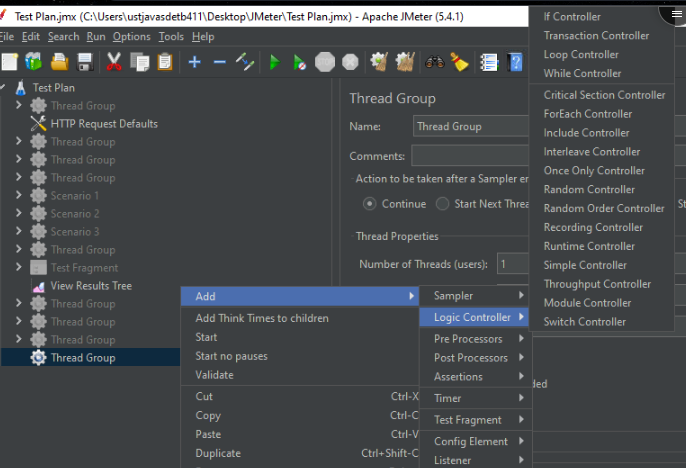 Test Plan.jmx (C:\Users\ustjavasdetb411\Desktop\JMeter\Test Plan.jmx) - Apache JMeter (5.4.1)
File Edit Search Run Options Tools Help
Test Plan
Thread Group
HTTP Request Defaults
Thread Group
Thread Group
Thread Group
Scenario 1
Scenario 2
Scenario 3
Thread Group
Test Fragment
View Results Tree
Thread Group
Thread Group
Thread Group
Thread Group
Thread Group
Name: Thread Group
Comments:
Action to be taken after a Sampler er
Continue Start Next Threa
St
Thread Properties
Number of Threads (users): 1
ded
Add
Add Think Times to children
Start
Start no pauses
Validate
Cut Ctrl-X
Copy Ctrl-C
Paste Ctrl-V
Duplicate Ctrl+Shift-C
Sampler
Logic Controller
Pre Processors
Post Processors
Assertions
Timer
Test Fragment
Config Element
Listener
If Controller
Transaction Controller
Loop Controller
While Controller
Critical Section Controller
ForEach Controller
Include Controller
Interleave Controller
Once Only Controller
Random Controller
Random Order Controller
Recording Controller
Runtime Controller
Simple Controller
Throughput Controller
Module Controller
Switch Controller